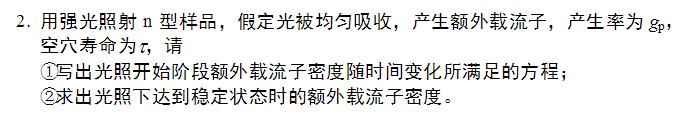 2. 用强光照射 n 型样品，假定光被均匀吸收，产生额外载流子，产生率为 gp，
空穴寿命为 τ，请
①写出光照开始阶段额外载流子密度随时间变化所满足的方程；
②求出光照下达到稳定状态时的额外载流子密度。